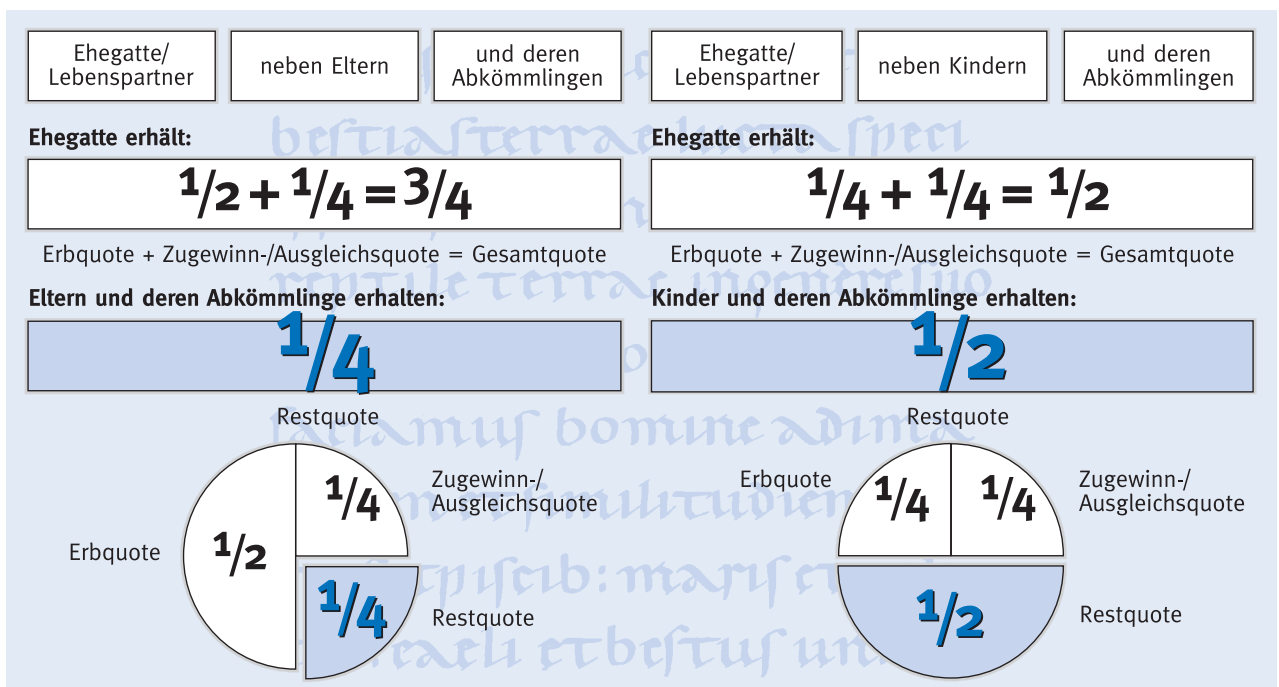 Ehegatte/
Lebenspartner
neben Eltern
und deren
Abkömmlingen
Ehegatte erhält:
1/2 + 1/4 = 3/4
Erbquote + Zugewinn-/Ausgleichsquote = Gesamtquote
Eltern und deren Abkömmlinge erhalten:
1/4
Restquote
Erbquote
1/2
1/4
Zugewinn-/
Ausgleichsquote
1/4
Restquote
Ehegatte/
Lebenspartner
neben Kindern
und deren
Abkömmlingen
Ehegatte erhält:
1/4 + 1/4 = 1/2
Erbquote + Zugewinn-/Ausgleichsquote = Gesamtquote
Kinder und deren Abkömmlinge erhalten:
1/2
Restquote
Erbquote
1/4
1/4
Zugewinn-/
Ausgleichsquote
1/2
Restquote